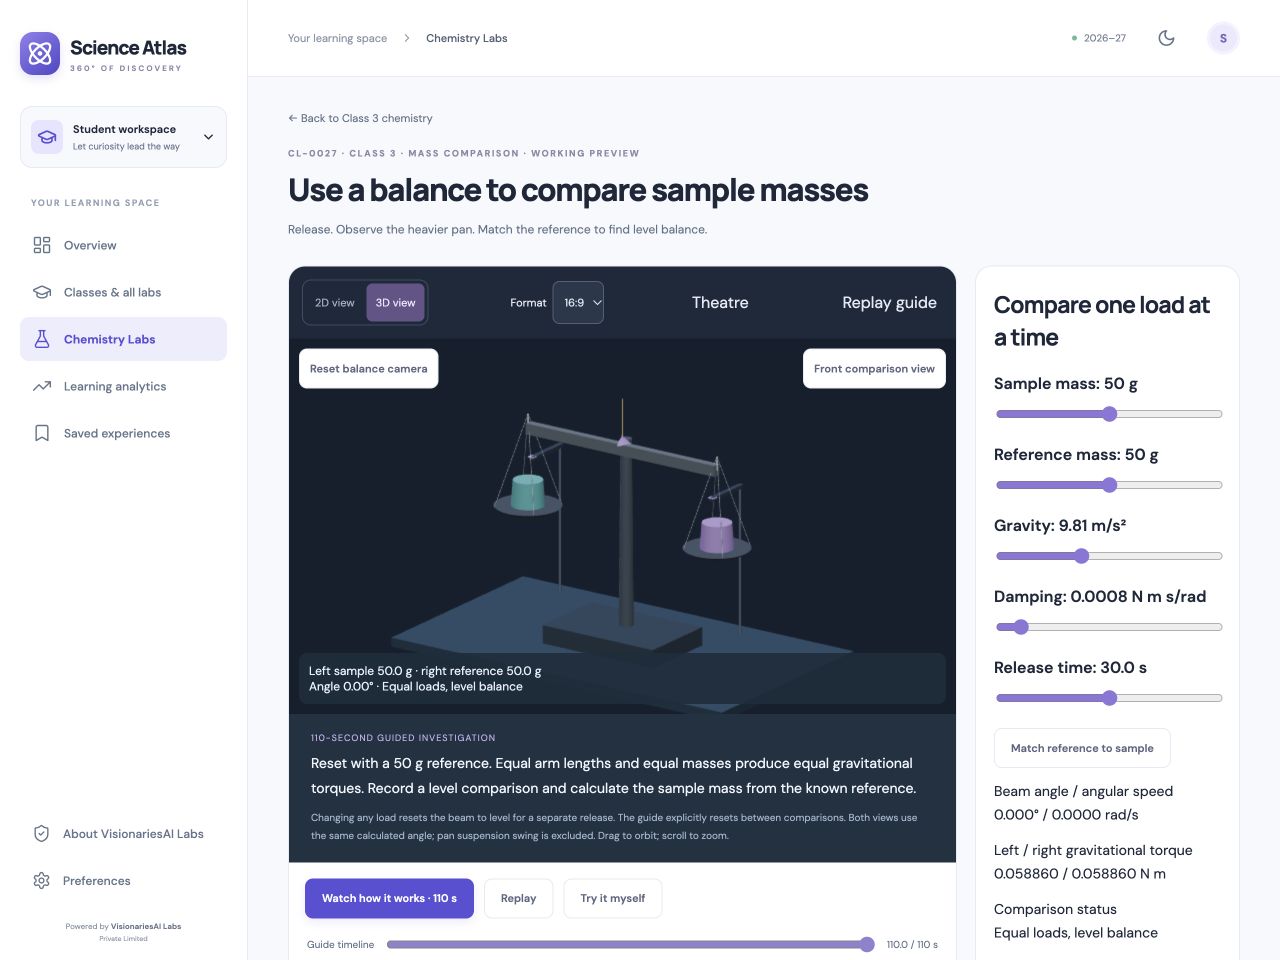 Science Atlas
360° OF DISCOVERY
Student workspace
Let curiosity lead the way
YOUR LEARNING SPACE
Overview
Classes & all labs
Chemistry Labs
Learning analytics
Saved experiences
About VisionariesAI Labs
Preferences
Powered by VisionariesAI Labs
Private Limited
Your learning space > Chemistry Labs
2026–27
S
← Back to Class 3 chemistry
CL-0027 · CLASS 3 · MASS COMPARISON · WORKING PREVIEW
Use a balance to compare sample masses
Release. Observe the heavier pan. Match the reference to find level balance.
2D view 3D view Format 16:9 Theatre Replay guide
Reset balance camera Front comparison view
Left sample 50.0 g · right reference 50.0 g
Angle 0.00° · Equal loads, level balance
110-SECOND GUIDED INVESTIGATION
Reset with a 50 g reference. Equal arm lengths and equal masses produce equal gravitational
torques. Record a level comparison and calculate the sample mass from the known reference.
Changing any load resets the beam to level for a separate release. The guide explicitly resets between comparisons. Both views use
the same calculated angle; pan suspension swing is excluded. Drag to orbit; scroll to zoom.
Watch how it works · 110 s Replay Try it myself
Guide timeline 110.0 / 110 s
Compare one load at
a time
Sample mass: 50 g
Reference mass: 50 g
Gravity: 9.81 m/s²
Damping: 0.0008 N m s/rad
Release time: 30.0 s
Match reference to sample
Beam angle / angular speed
0.000° / 0.0000 rad/s
Left / right gravitational torque
0.058860 / 0.058860 N m
Comparison status
Equal loads, level balance